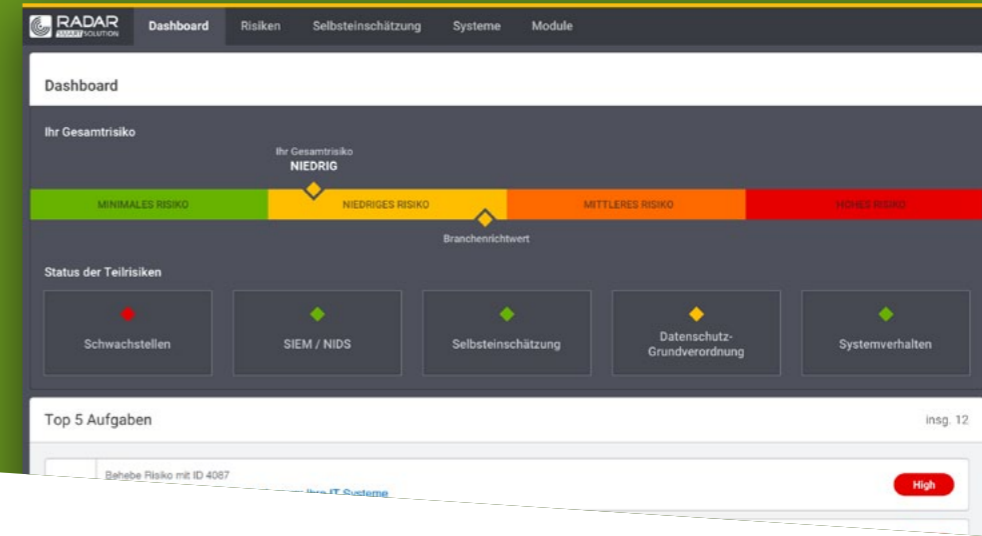 RADAR
SMARTSOLUTION
Dashboard Risiken Selbsteinschätzung Systeme Module
Dashboard
Ihr Gesamtrisiko
Ihr Gesamtrisiko
NIEDRIG
MINIMALES RISIKO NIEDRIGES RISIKO MITTLERES RISIKO HOHES RISIKO
Branchenrichtwert
Status der Teilrisiken
Schwachstellen SIEM / NIDS Selbsteinschätzung Datenschutz-
Grundverordnung Systemverhalten
Top 5 Aufgaben insg. 12
Behebe Risiko mit ID 4087
Ihre IT Systeme
High